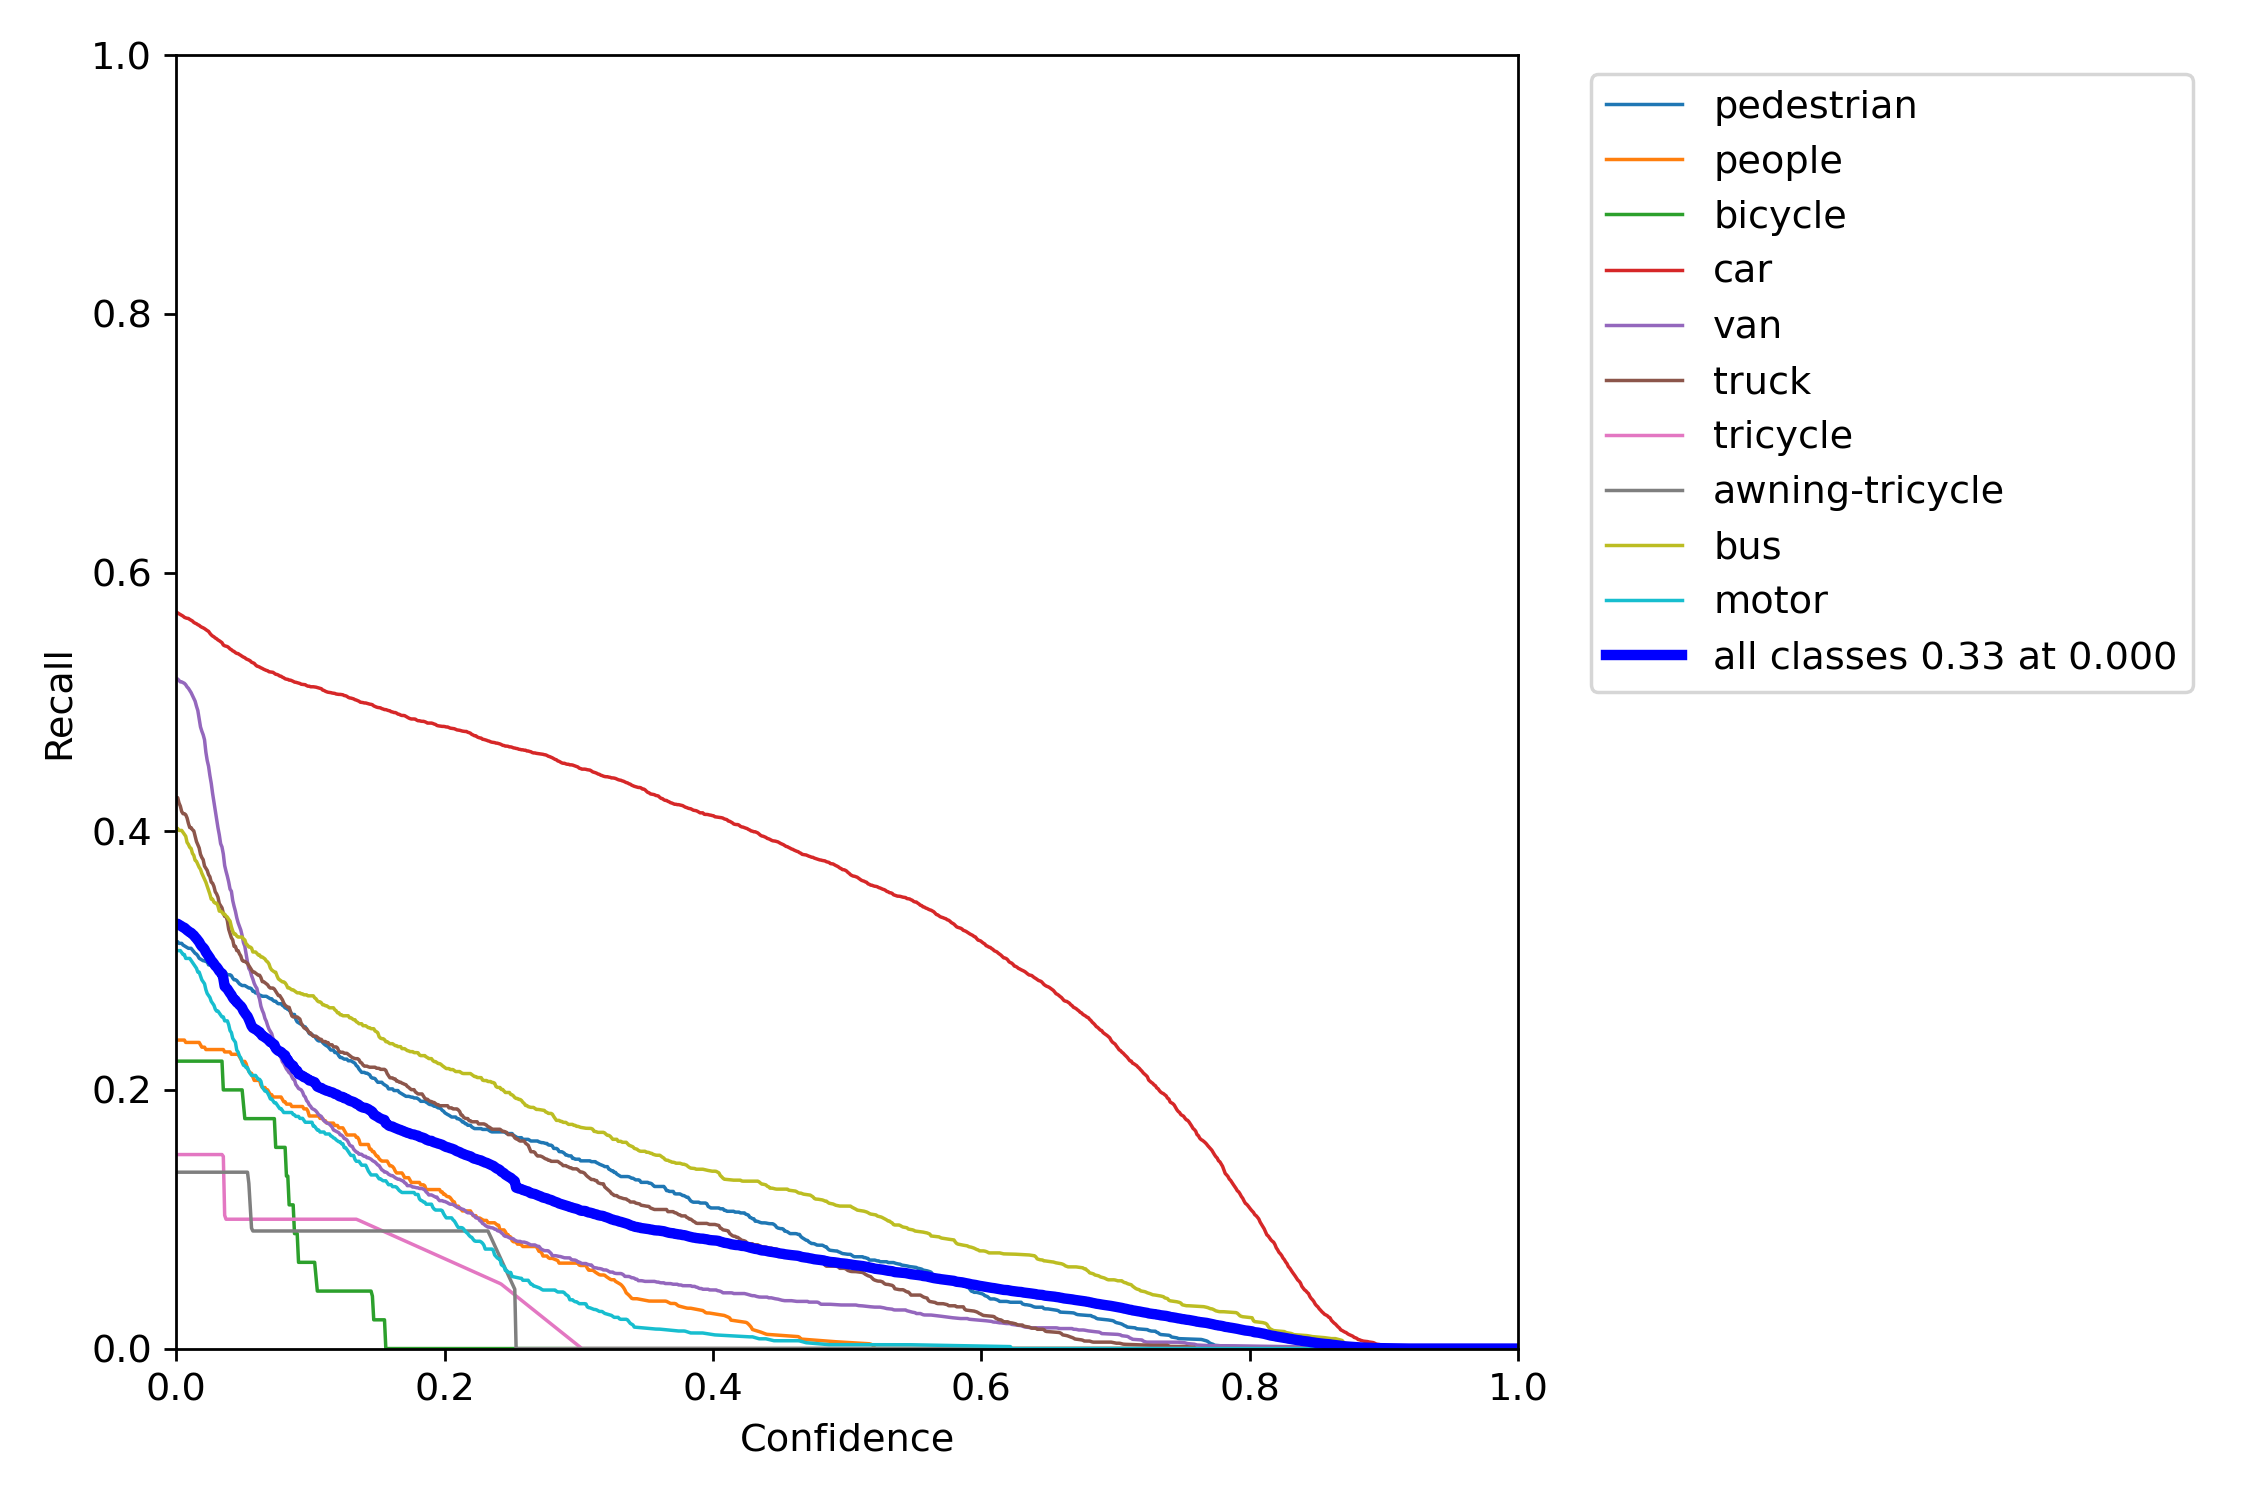 1.0
0.8
0.6
0.4
0.2
0.0
0.0 0.2 0.4 0.6 0.8 1.0
Recall
Confidence
pedestrian
people
bicycle
car
van
truck
tricycle
awning-tricycle
bus
motor
all classes 0.33 at 0.000